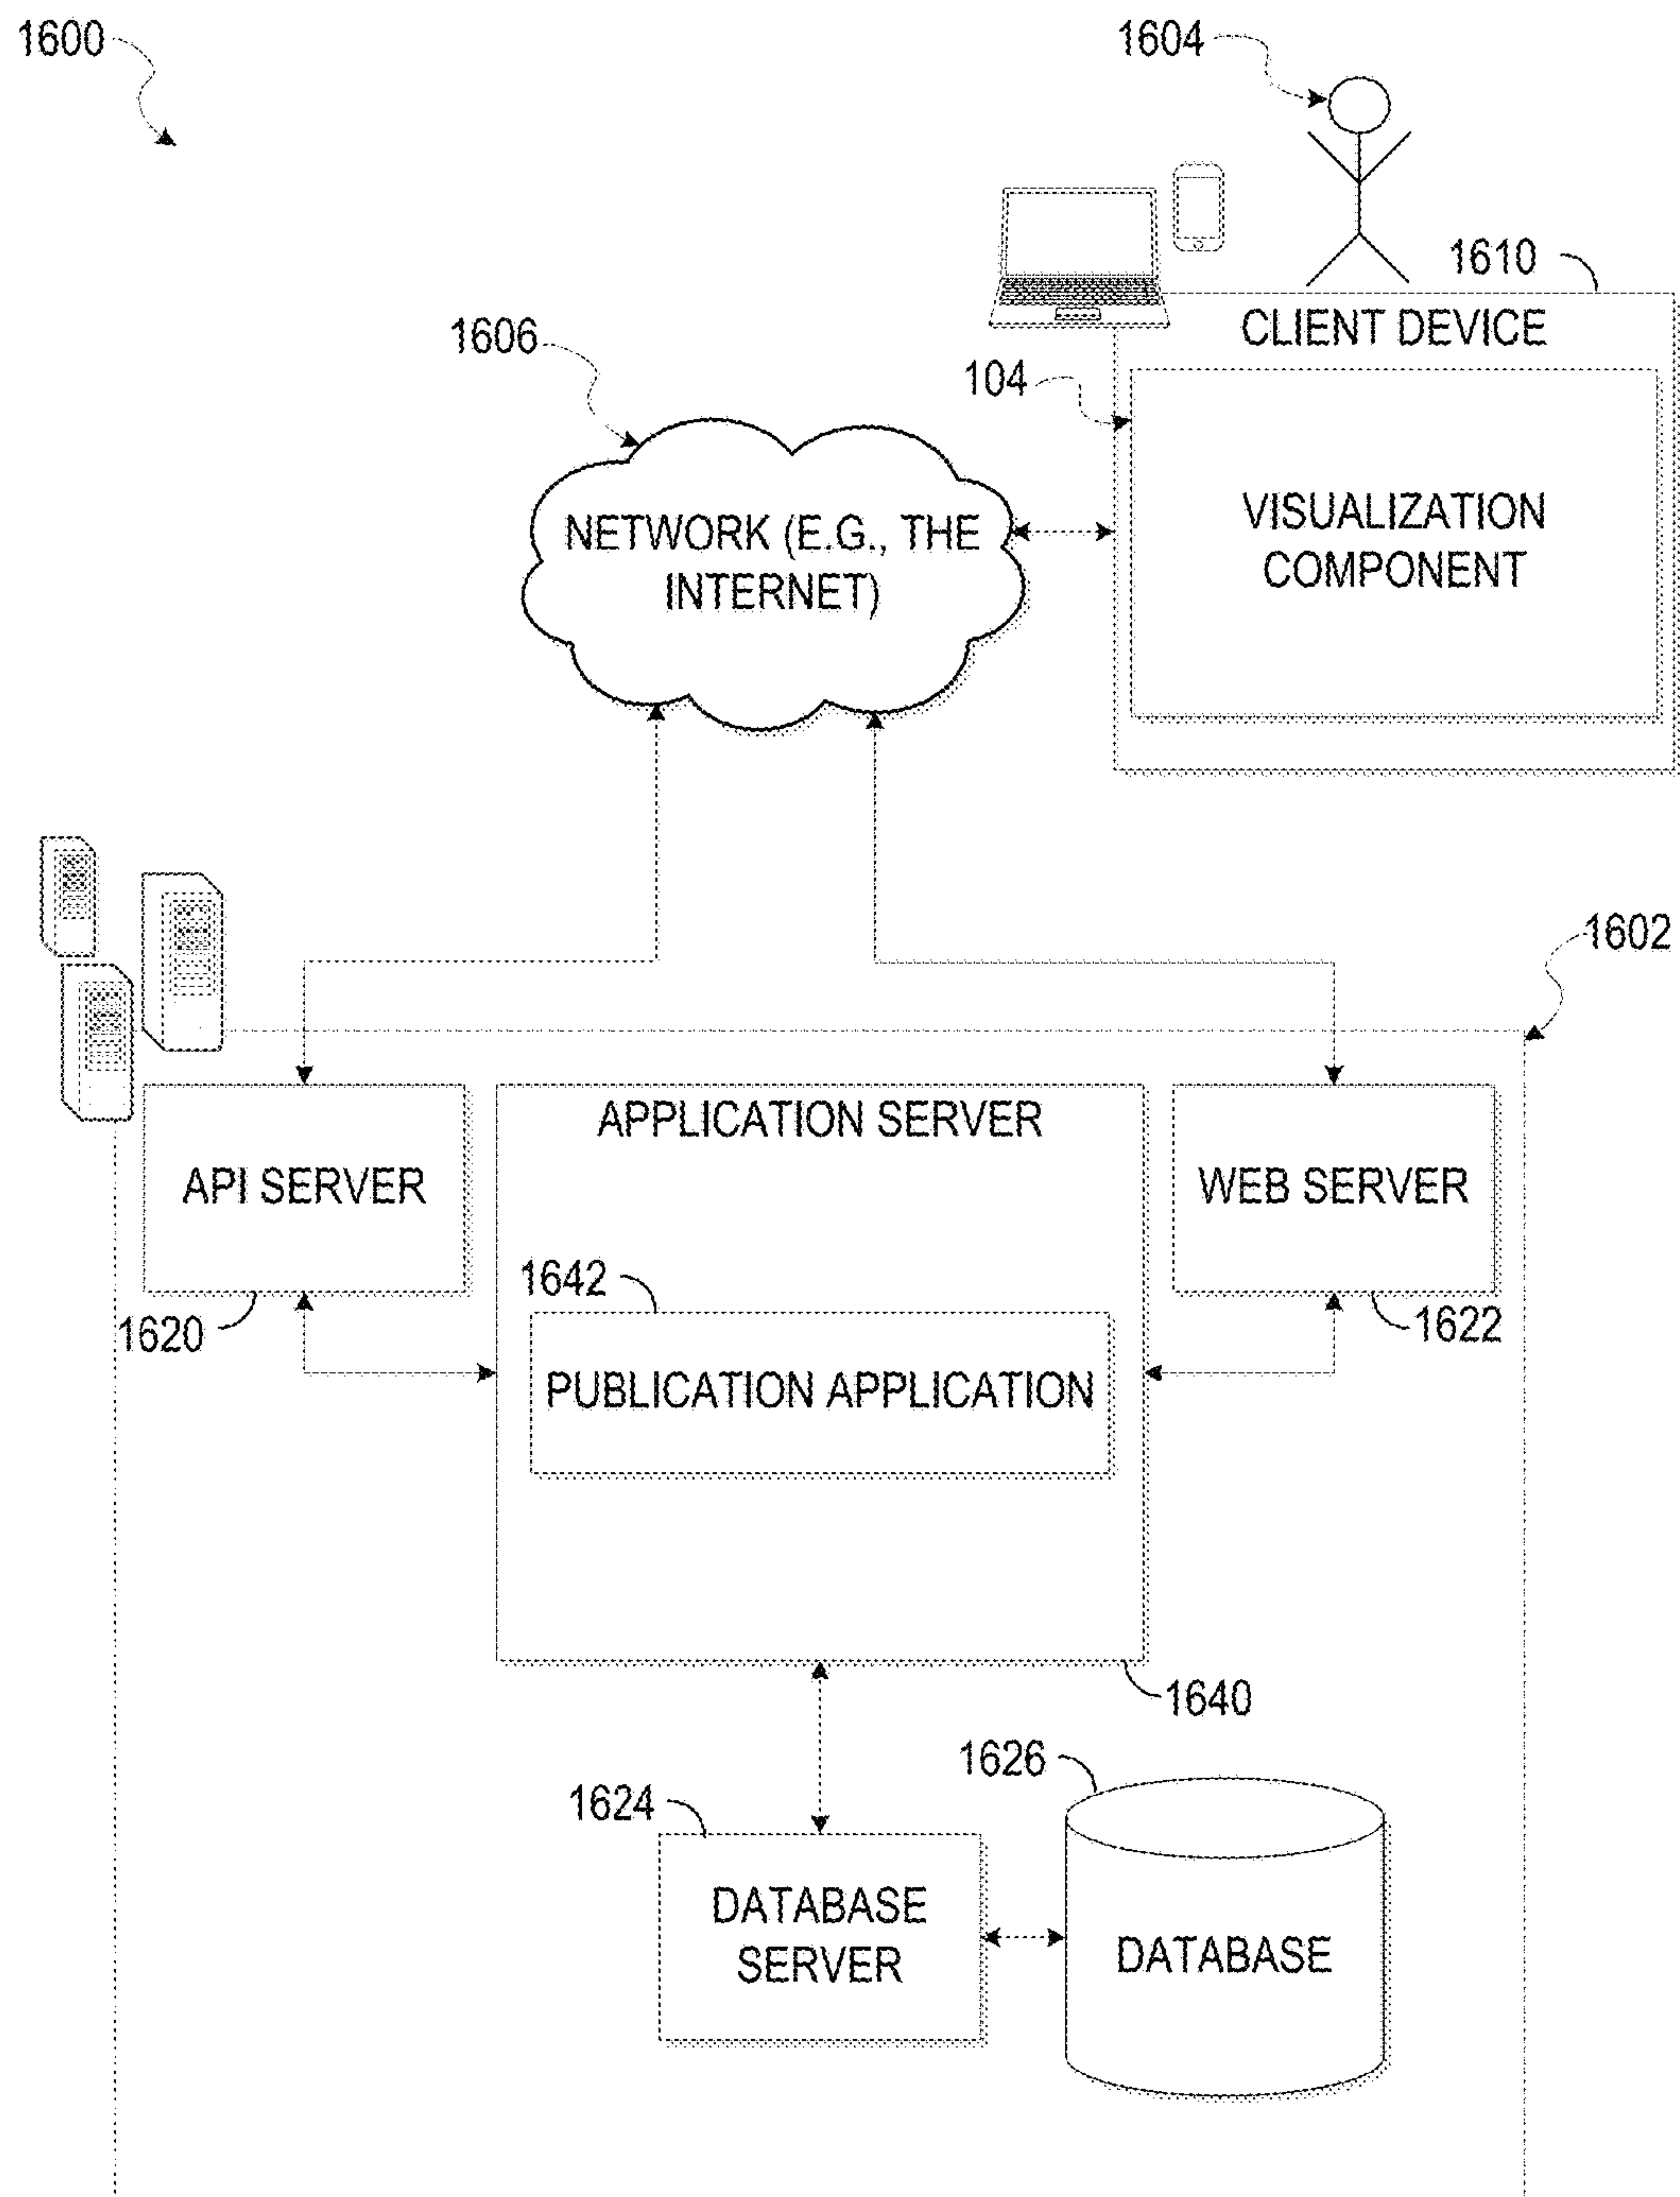 1600
1604
1610
CLIENT DEVICE
1606
104
VISUALIZATION
COMPONENT
NETWORK (E.G., THE
INTERNET)
1602
APPLICATION SERVER
API SERVER
WEB SERVER
1642
1620
1622
PUBLICATION APPLICATION
1640
1626
1624
DATABASE
SERVER
DATABASE